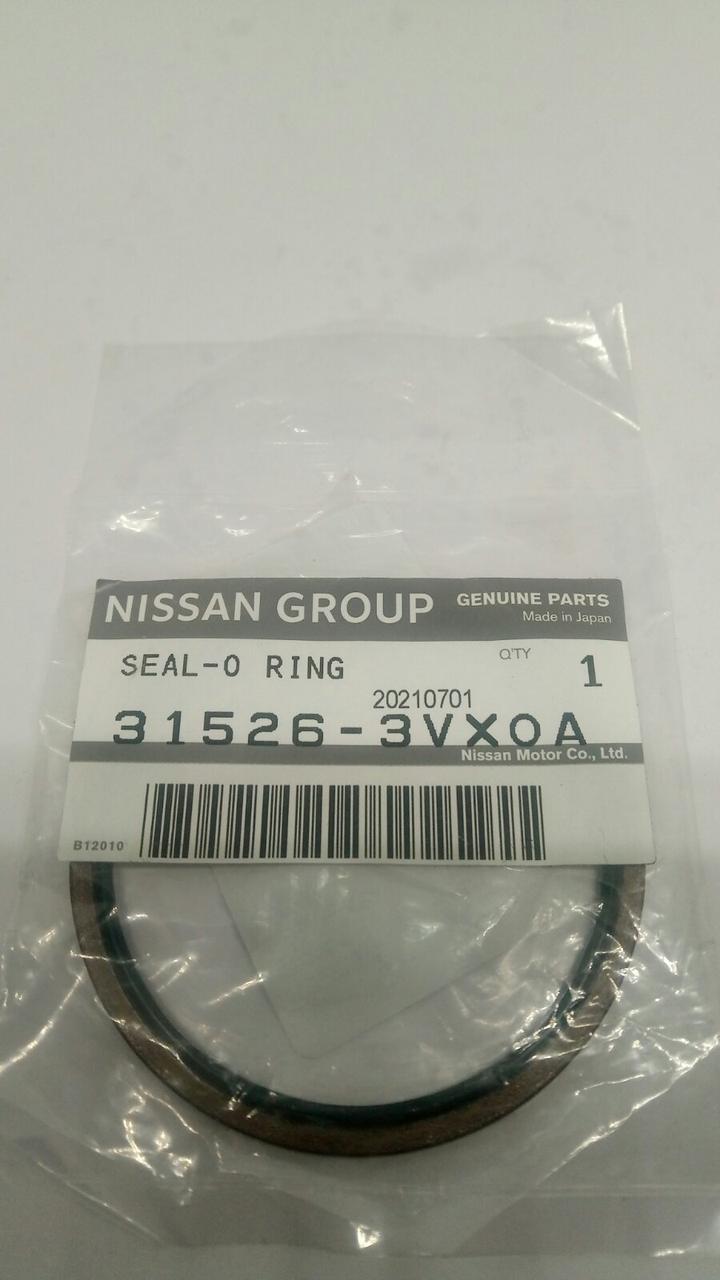 NISSAN GROUP GENUINE PARTS
Made in Japan
SEAL-O RING Q'TY 1
20210701
31526-3VX0A
Nissan Motor Co., Ltd.
B12010